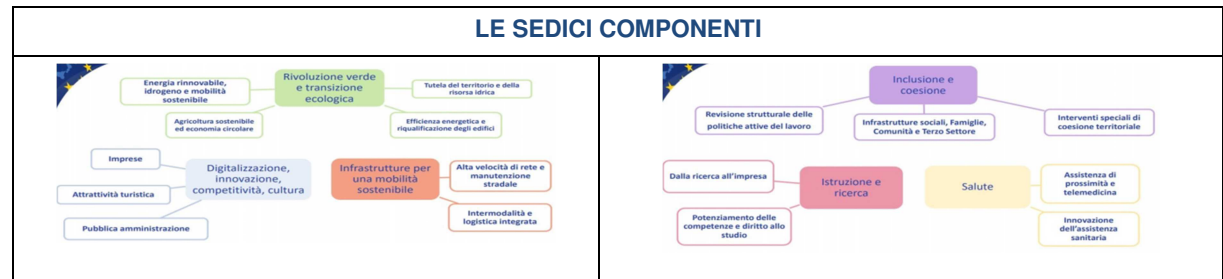 LE SEDICI COMPONENTI
Rivoluzione verde
e transizione
ecologica
Energia rinnovabile,
idrogeno e mobilità
sostenibile
Tutela del territorio e della
risorsa idrica
Agricoltura sostenibile
ed economia circolare
Efficienza energetica e
riqualificazione degli edifici
Digitalizzazione,
innovazione,
competitività, cultura
Imprese
Attrattività turistica
Pubblica amministrazione
Infrastrutture per
una mobilità
sostenibile
Alta velocità di rete e
manutenzione
stradale
Intermodalità e
logistica integrata
Inclusione e
coesione
Revisione strutturale delle
politiche attive del lavoro
Infrastrutture sociali, Famiglie,
Comunità e Terzo Settore
Interventi speciali di
coesione territoriale
Istruzione e
ricerca
Dalla ricerca all'impresa
Potenziamento delle
competenze e diritto allo
studio
Salute
Assistenza di
prossimità e
telemedicina
Innovazione
dell'assistenza
sanitaria